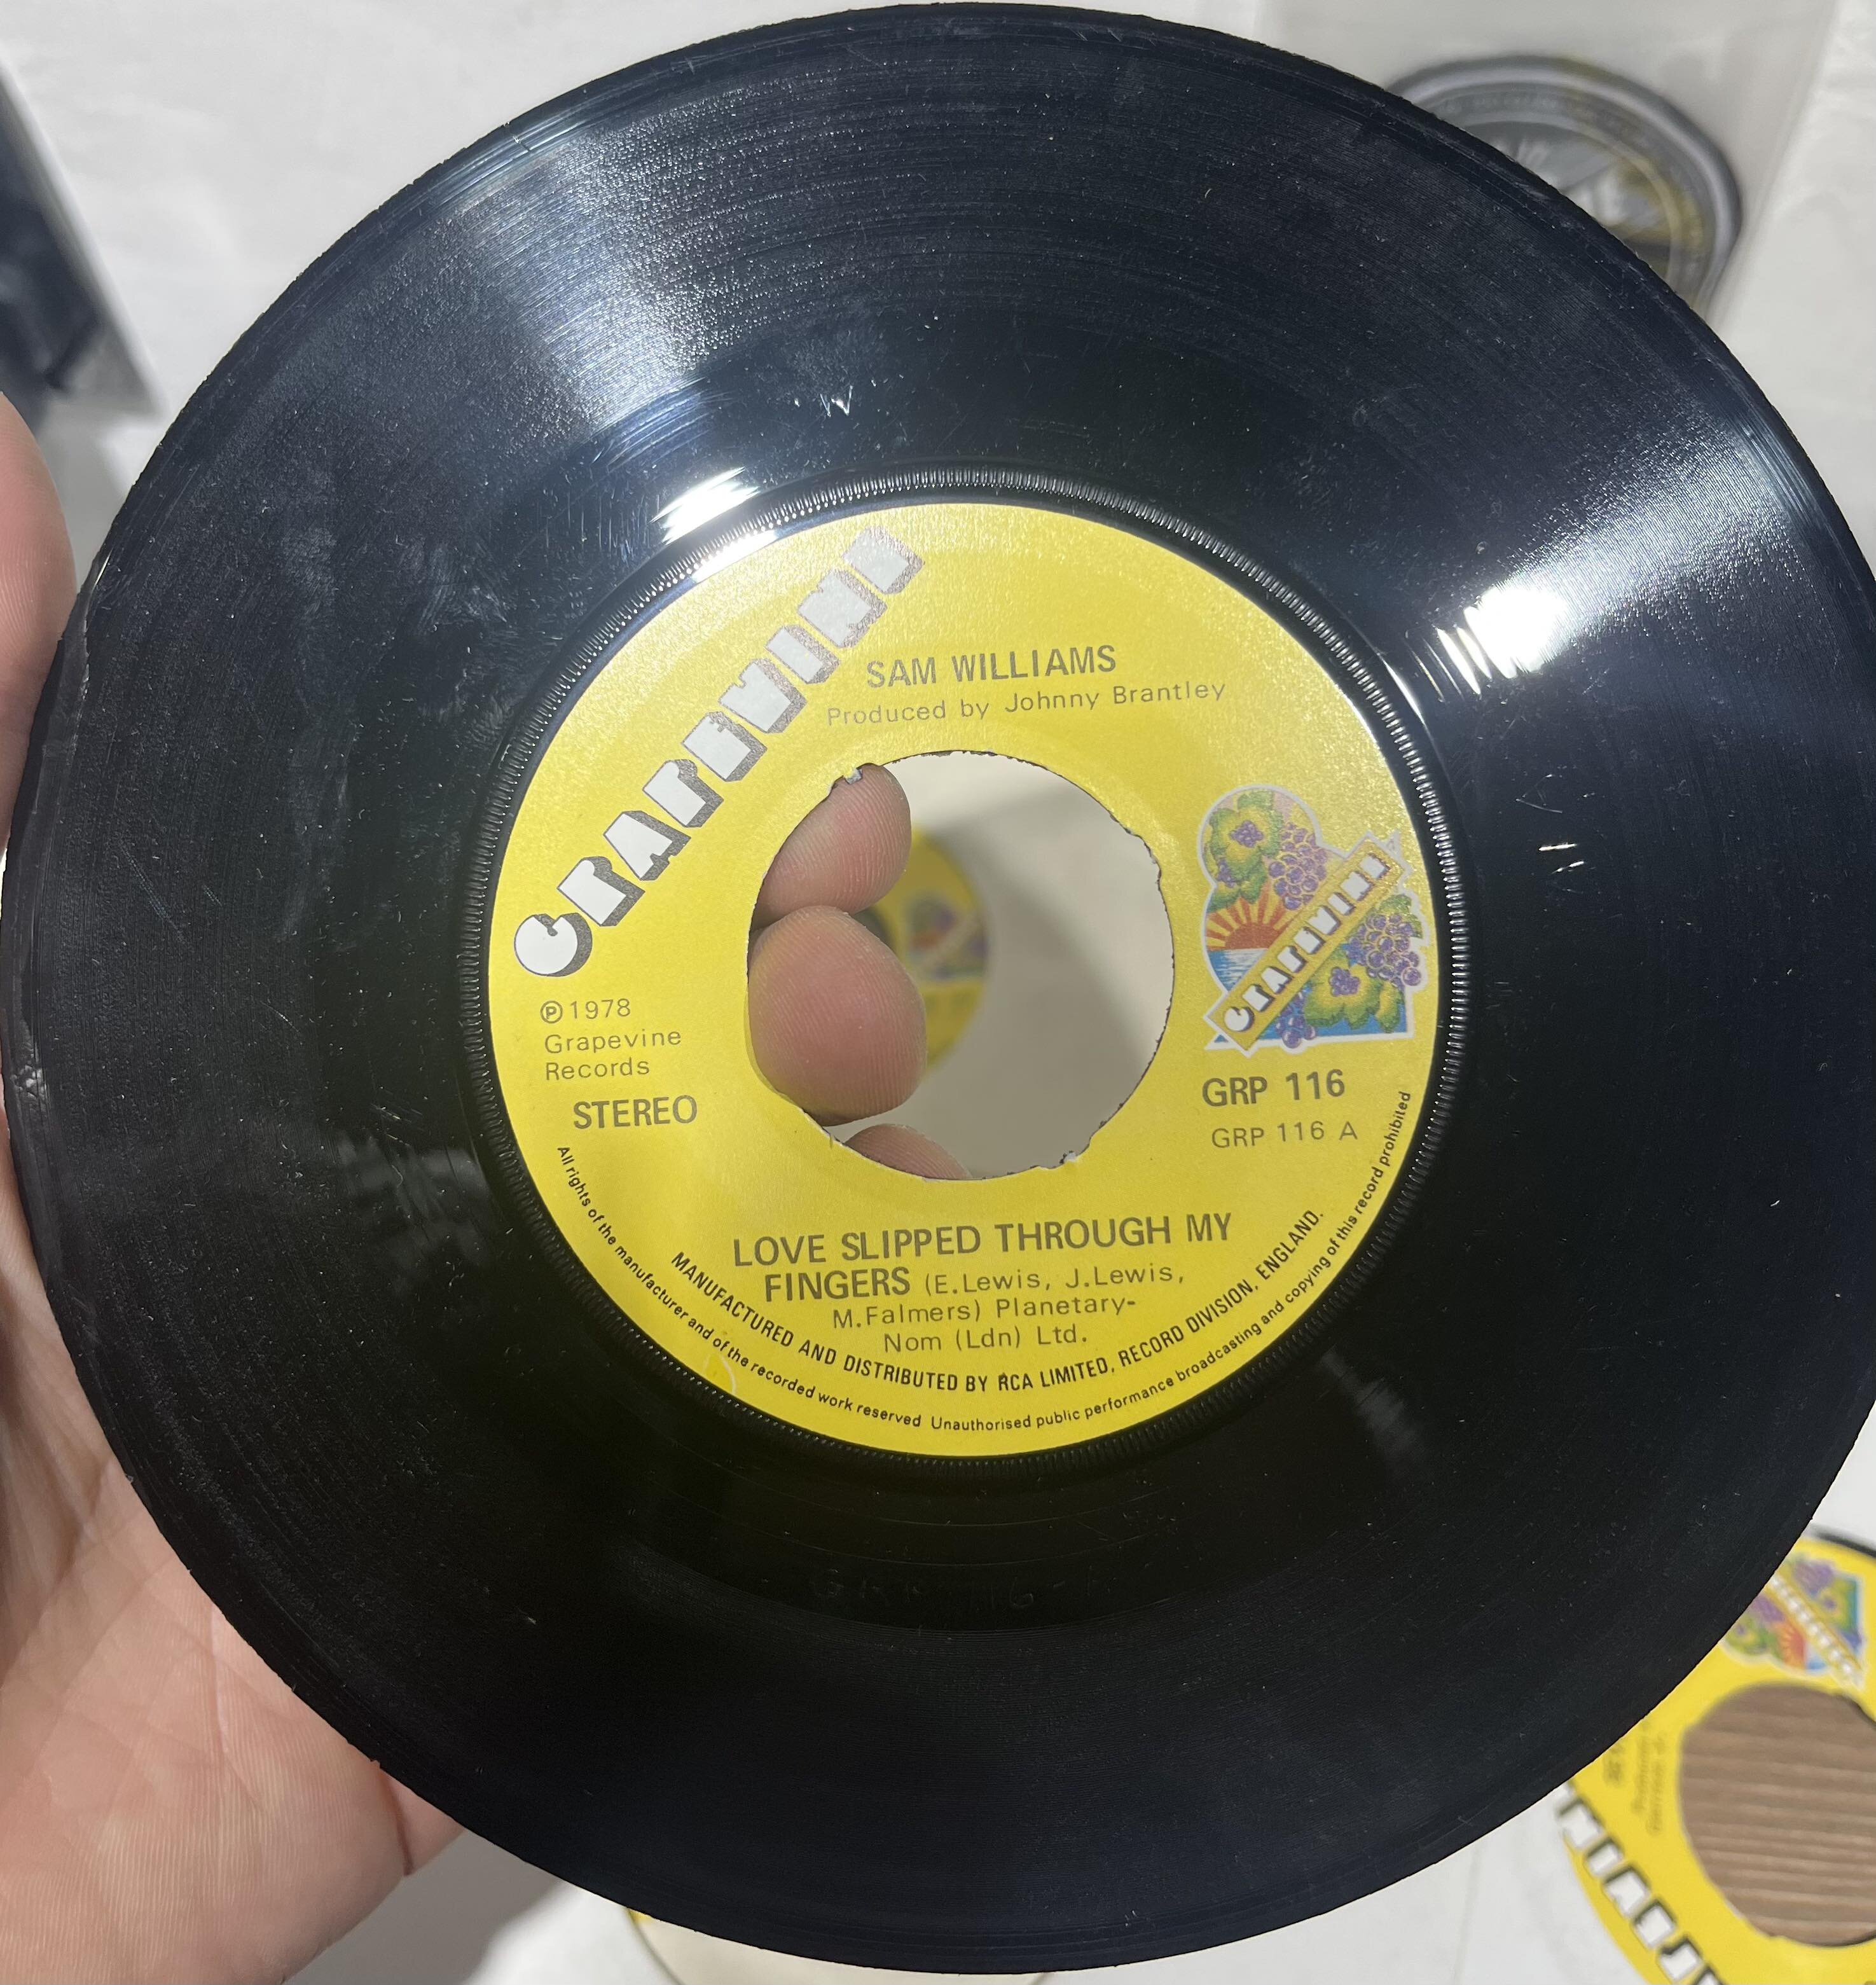 GRAPEVINE
SAM WILLIAMS
Produced by Johnny Brantley
GRAPEVINE
Ⓟ1978
Grapevine
Records
STEREO
GRP 116
GRP 116 A
LOVE SLIPPED THROUGH MY
FINGERS (E.Lewis, J.Lewis,
M.Falmers) Planetary-
Nom (Ldn) Ltd.
MANUFACTURED AND DISTRIBUTED BY RCA LIMITED, RECORD DIVISION, ENGLAND.
All rights of the manufacturer and of the recorded work reserved Unauthorised public performance broadcasting and copying of this record prohibited
GRP 116